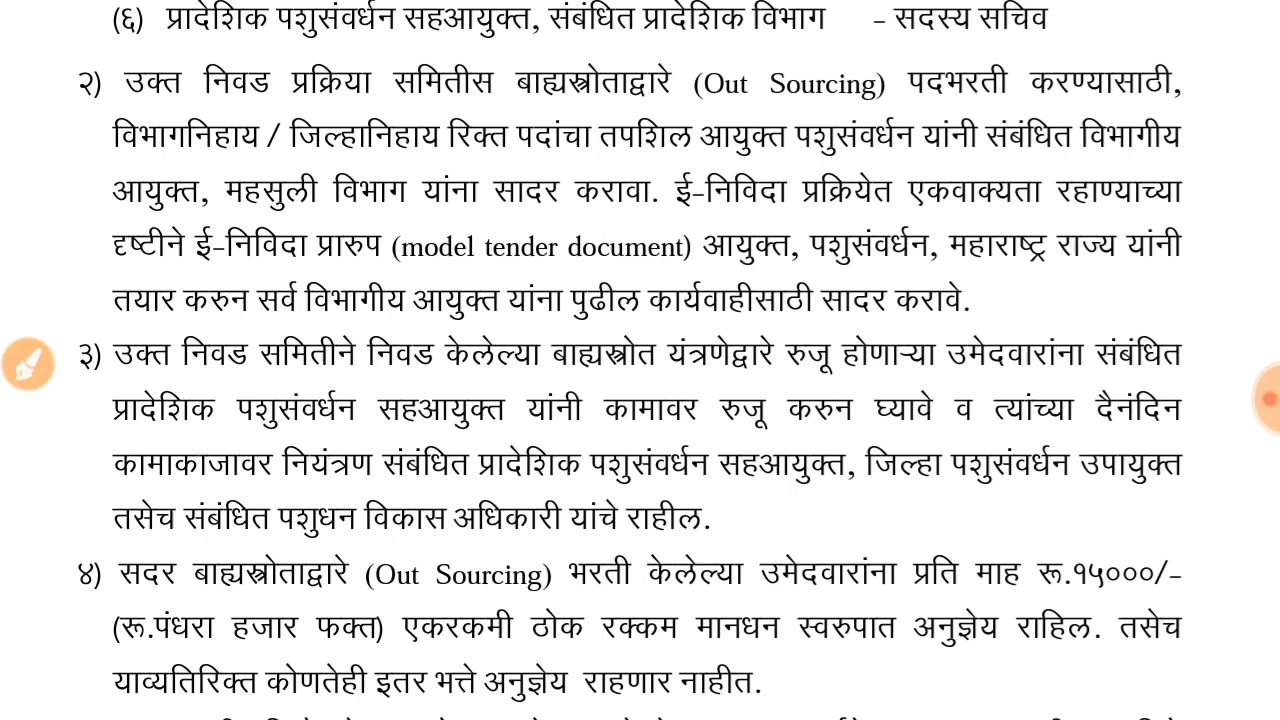 (६) प्रादेशिक पशुसंवर्धन सहआयुक्त, संबंधित प्रादेशिक विभाग - सदस्य सचिव
२) उक्त निवड प्रक्रिया समितीस बाह्यस्त्रोताद्वारे (Out Sourcing) पदभरती करण्यासाठी,
विभागनिहाय / जिल्हानिहाय रिक्त पदांचा तपशिल आयुक्त पशुसंवर्धन यांनी संबंधित विभागीय
आयुक्त, महसुली विभाग यांना सादर करावा. ई-निविदा प्रक्रियेत एकवाक्यता रहाण्याच्या
दृष्टीने ई-निविदा प्रारुप (model tender document) आयुक्त, पशुसंवर्धन, महाराष्ट्र राज्य यांनी
तयार करुन सर्व विभागीय आयुक्त यांना पुढील कार्यवाहीसाठी सादर करावे.
३) उक्त निवड समितीने निवड केलेल्या बाह्यस्त्रोत यंत्रणेद्वारे रुजू होणाऱ्या उमेदवारांना संबंधित
प्रादेशिक पशुसंवर्धन सहआयुक्त यांनी कामावर रुजू करुन घ्यावे व त्यांच्या दैनंदिन
कामाकाजावर नियंत्रण संबंधित प्रादेशिक पशुसंवर्धन सहआयुक्त, जिल्हा पशुसंवर्धन उपायुक्त
तसेच संबंधित पशुधन विकास अधिकारी यांचे राहील.
४) सदर बाह्यस्त्रोताद्वारे (Out Sourcing) भरती केलेल्या उमेदवारांना प्रति माह रू.१५०००/-
(रू.पंधरा हजार फक्त) एकरकमी ठोक रक्कम मानधन स्वरुपात अनुज्ञेय राहिल. तसेच
याव्यतिरिक्त कोणतेही इतर भत्ते अनुज्ञेय राहणार नाहीत.